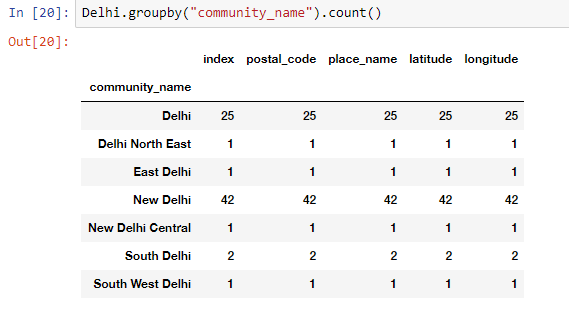 In [20]: Delhi.groupby("community_name").count()
Out[20]:
index postal_code place_name latitude longitude
community_name
Delhi 25 25 25 25 25
Delhi North East 1 1 1 1 1
East Delhi 1 1 1 1 1
New Delhi 42 42 42 42 42
New Delhi Central 1 1 1 1 1
South Delhi 2 2 2 2 2
South West Delhi 1 1 1 1 1